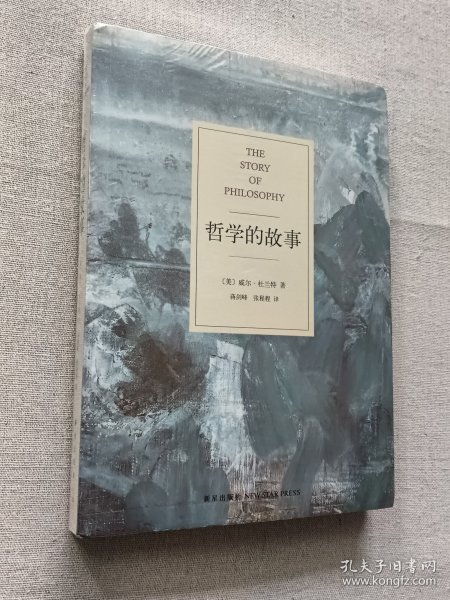 THE
STORY
OF
PHILOSOPHY
哲学的故事
〔美〕威尔·杜兰特 著
蒋剑峰 张程程 译
新星出版社 NEW STAR PRESS
孔夫子旧书网
www.kongfz.com